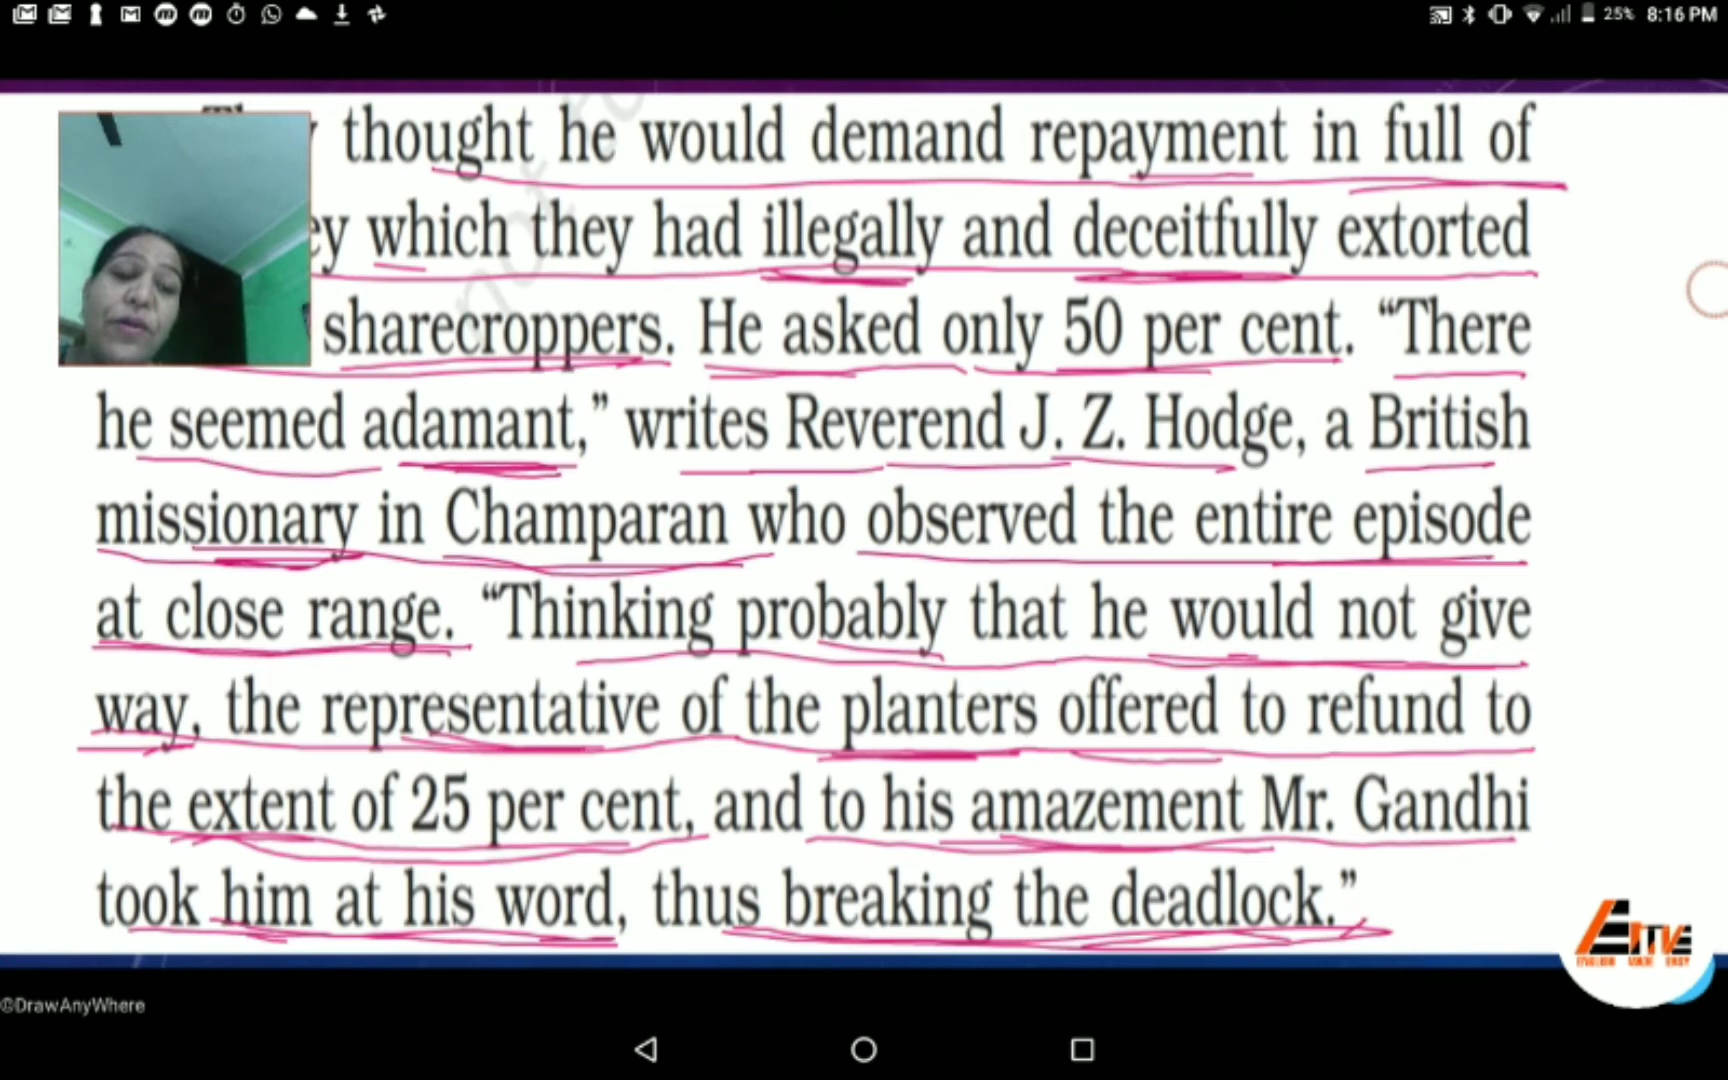 25% 8:16 PM
thought he would demand repayment in full of
which they had illegally and deceitfully extorted
sharecroppers. He asked only 50 per cent. “There
he seemed adamant,” writes Reverend J. Z. Hodge, a British
missionary in Champaran who observed the entire episode
at close range. “Thinking probably that he would not give
way, the representative of the planters offered to refund to
the extent of 25 per cent, and to his amazement Mr. Gandhi
took him at his word, thus breaking the deadlock.”
ENGLISH MADE EASY
©DrawAnyWhere